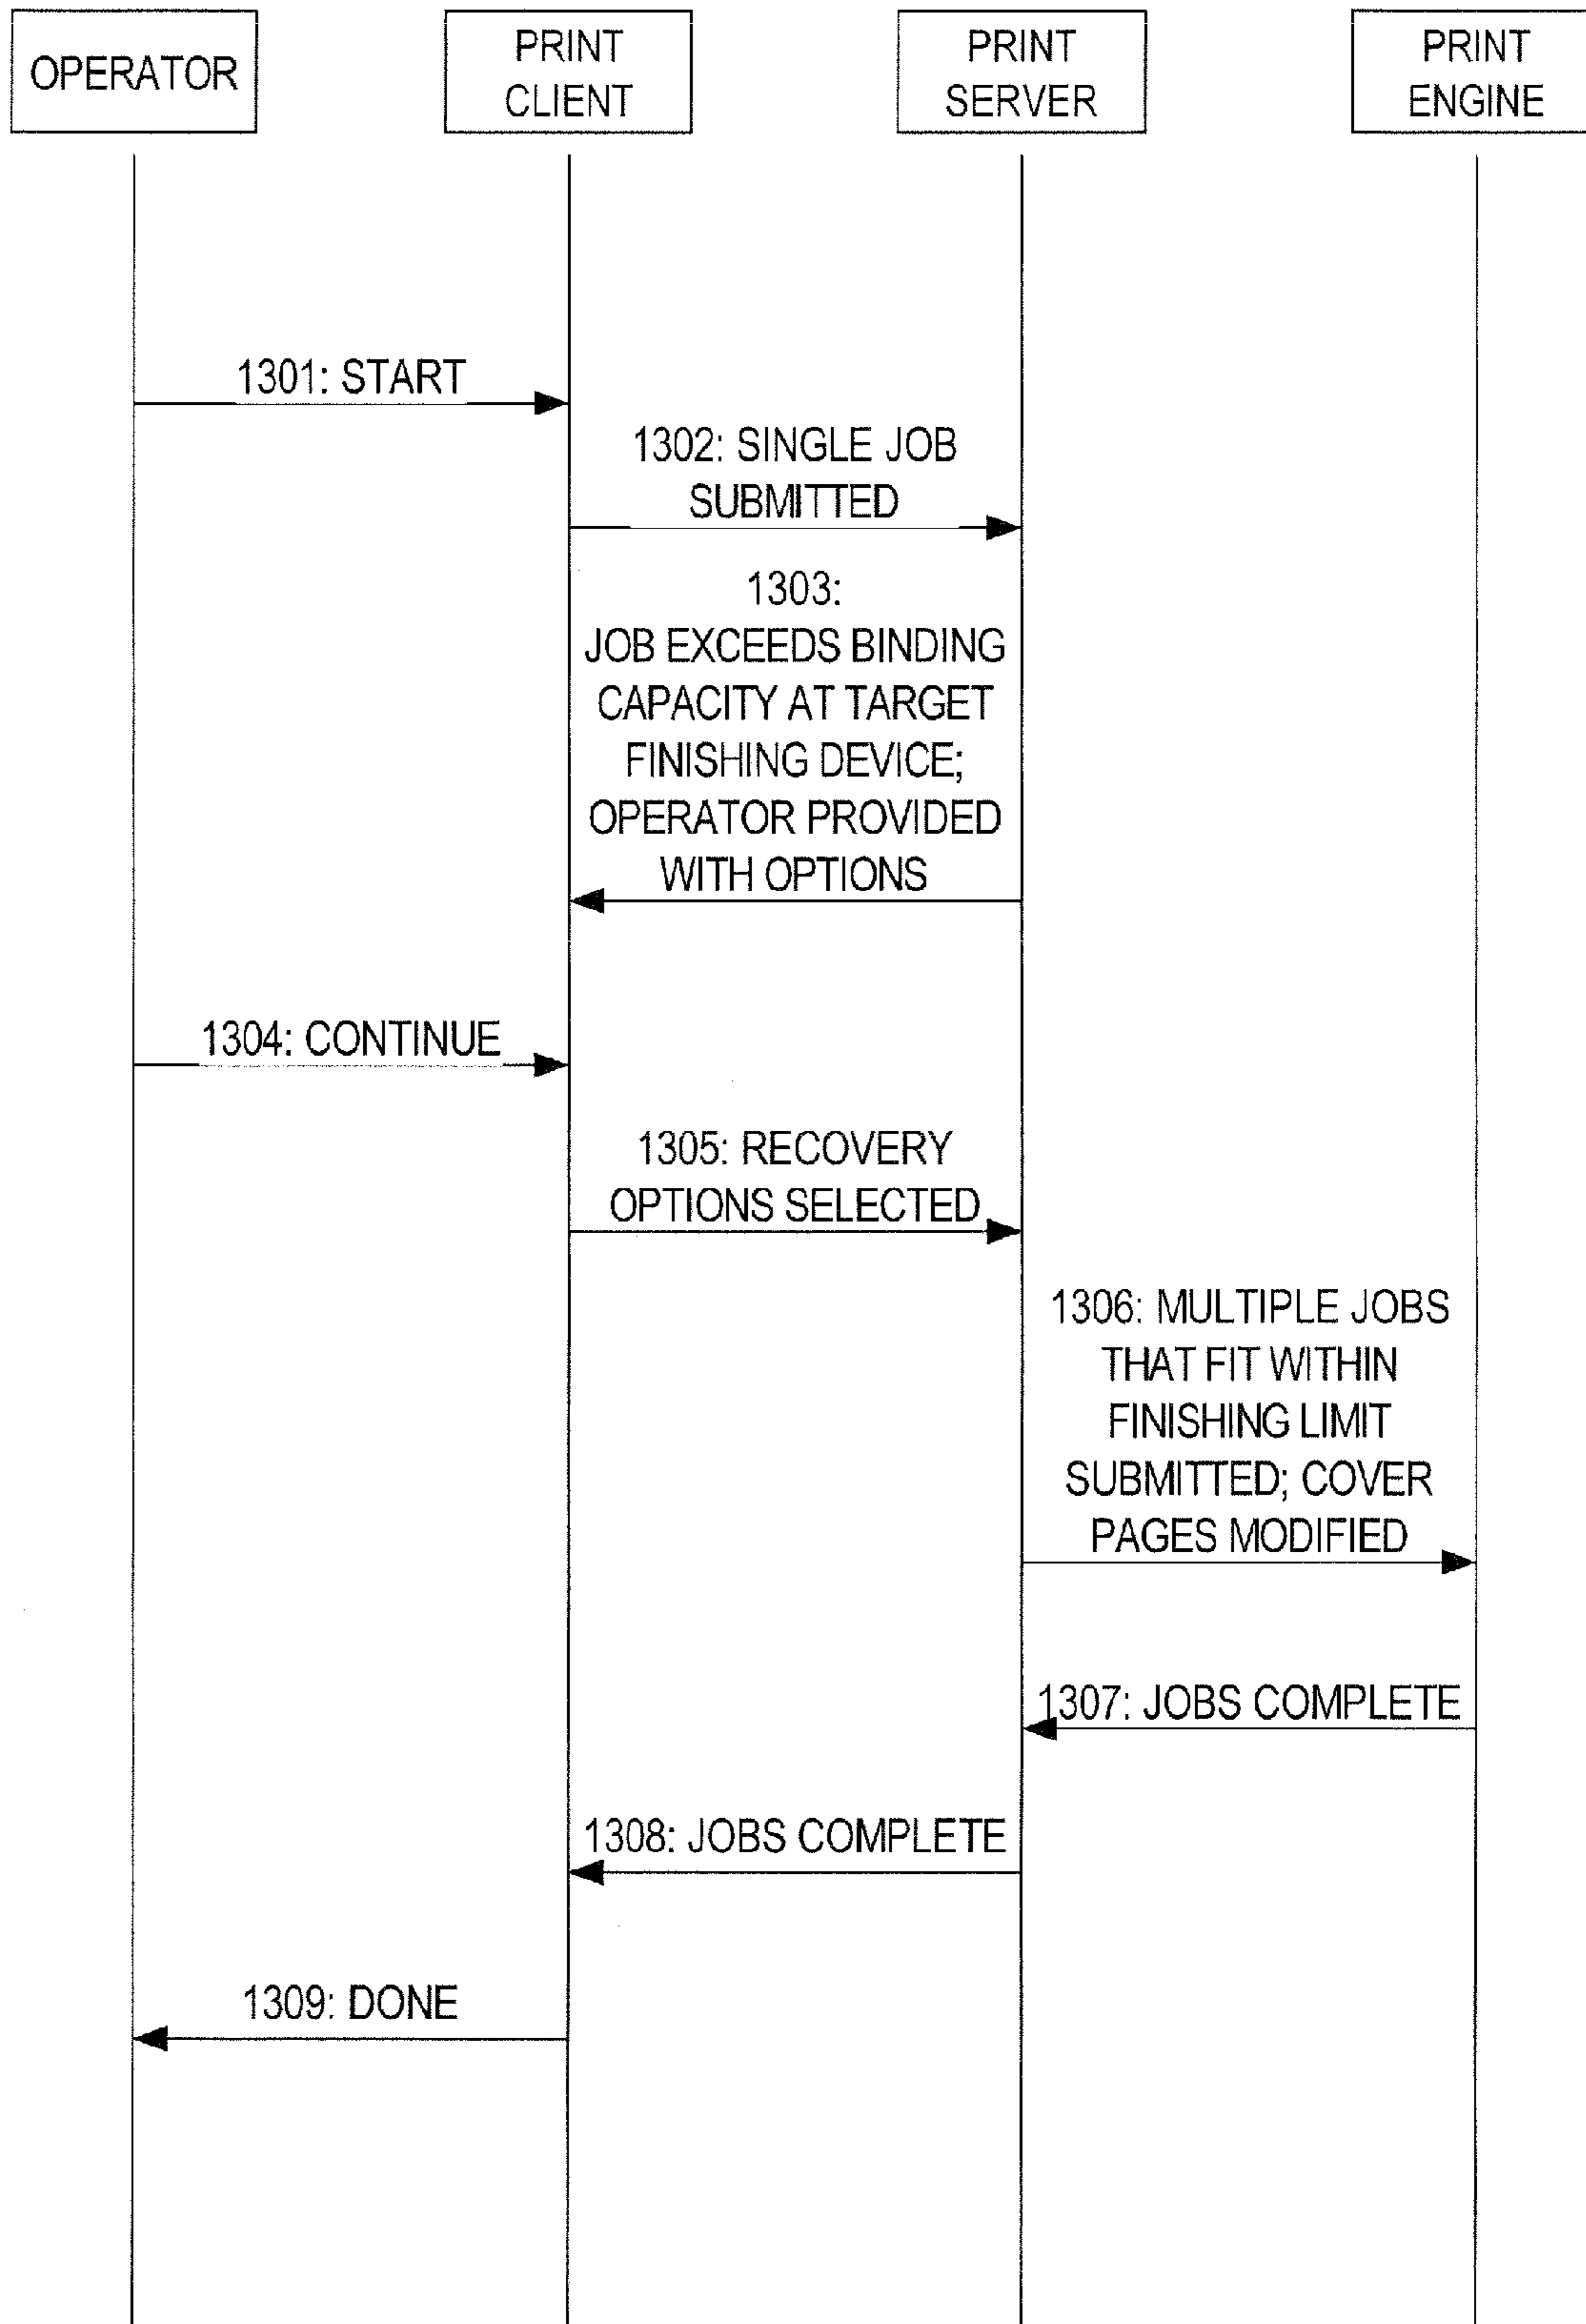 OPERATOR
PRINT
CLIENT
PRINT
SERVER
PRINT
ENGINE
1301: START
1302: SINGLE JOB
SUBMITTED
1303:
JOB EXCEEDS BINDING
CAPACITY AT TARGET
FINISHING DEVICE;
OPERATOR PROVIDED
WITH OPTIONS
1304: CONTINUE
1305: RECOVERY
OPTIONS SELECTED
1306: MULTIPLE JOBS
THAT FIT WITHIN
FINISHING LIMIT
SUBMITTED; COVER
PAGES MODIFIED
1307: JOBS COMPLETE
1308: JOBS COMPLETE
1309: DONE